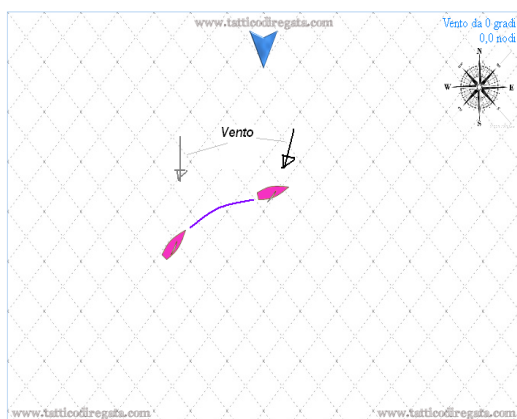 www.tatticodiregata.com
Vento da 0 gradi
0,0 nodi
N
W
E
S
Vento
www.tatticodiregata.com
www.tatticodiregata.com